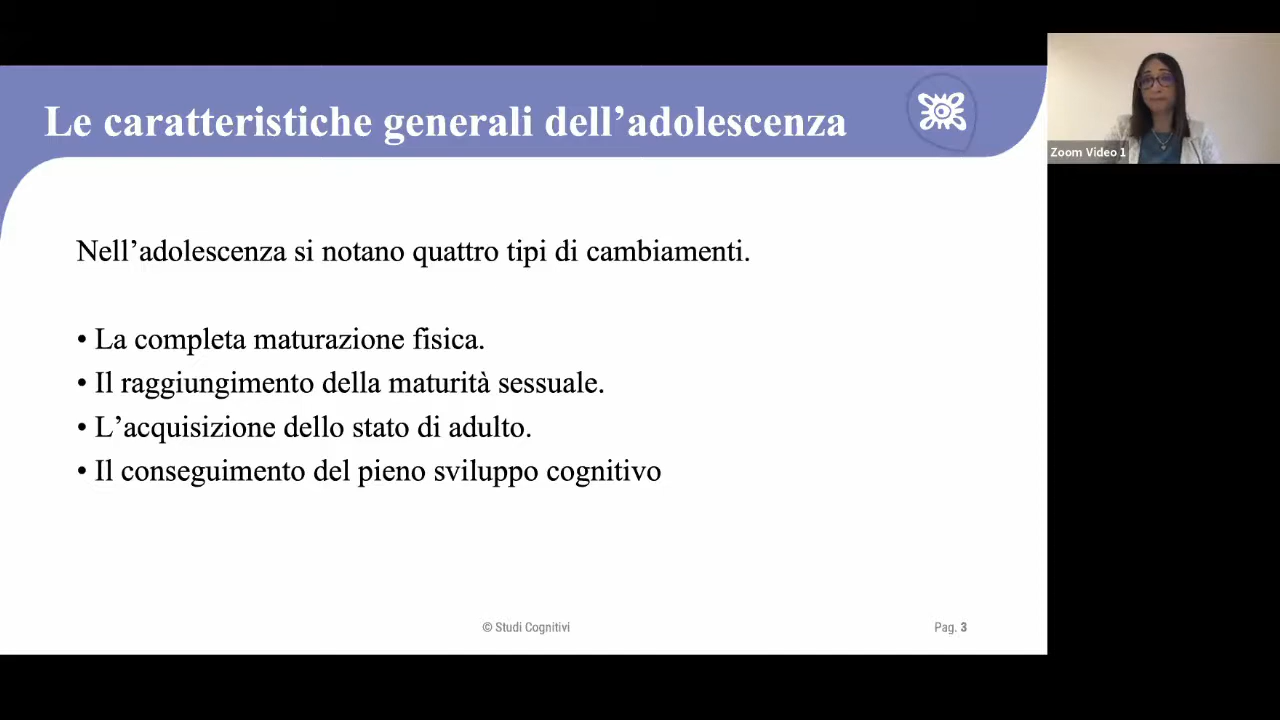 Le caratteristiche generali dell’adolescenza
Zoom Video 1
Nell’adolescenza si notano quattro tipi di cambiamenti.
• La completa maturazione fisica.
• Il raggiungimento della maturità sessuale.
• L’acquisizione dello stato di adulto.
• Il conseguimento del pieno sviluppo cognitivo
© Studi Cognitivi
Pag. 3